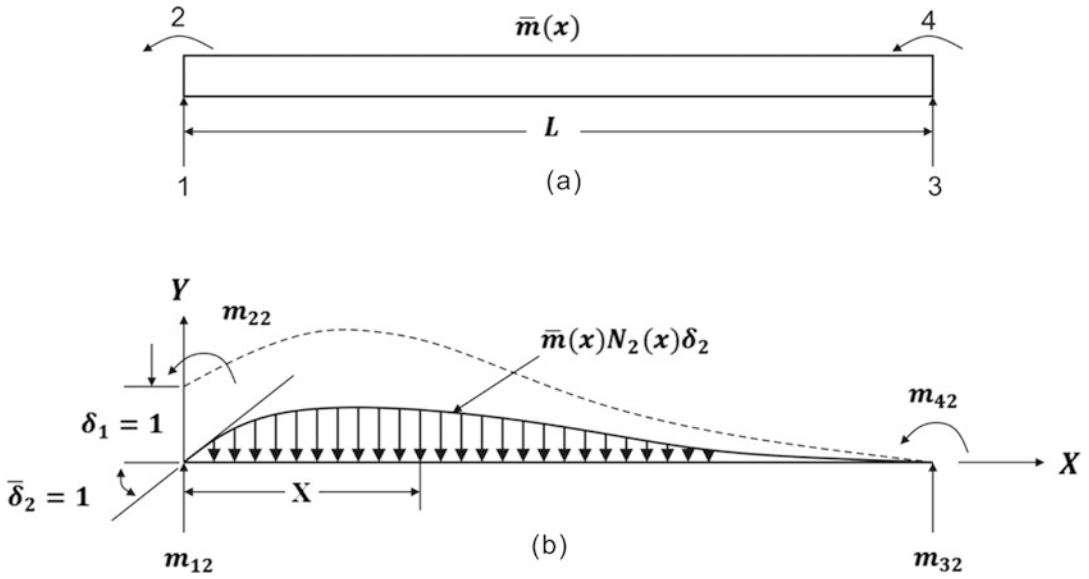 2 m̄(x) 4
L
1 (a) 3
Y
m₂₂
m̄(x)N₂(x)δ₂
m₄₂
δ₁ = 1
X
δ̄₂ = 1
X
m₁₂ (b) m₃₂